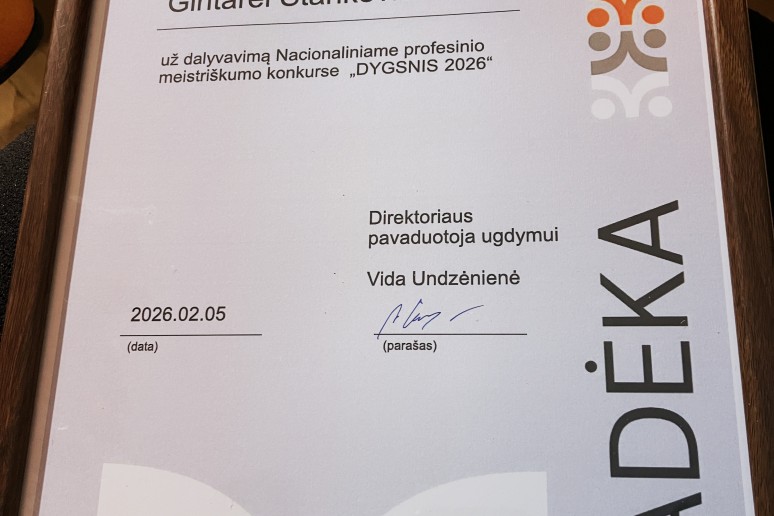 už dalyvavimą Nacionaliniame profesinio
meistriškumo konkurse „DYGSNIS 2026“
Direktoriaus
pavaduotoja ugdymui
Vida Undzėnienė
2026.02.05
(data)
(parašas)
ADĖKA